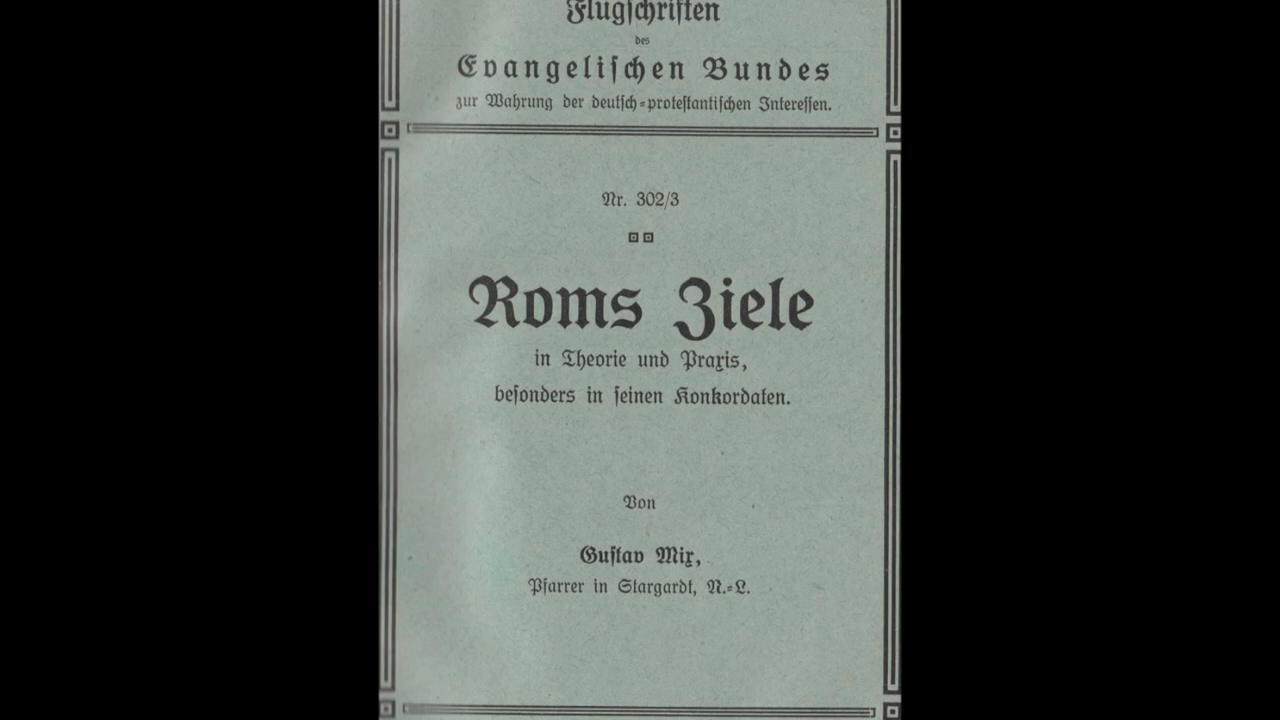 Flugschriften
des
Evangelischen Bundes
zur Wahrung der deutsch-protestantischen Interessen.
Nr. 302/3
Roms Ziele
in Theorie und Praxis,
besonders in seinen Konkordaten.
Von
Gustav Mix,
Pfarrer in Stargardt, N.-L.